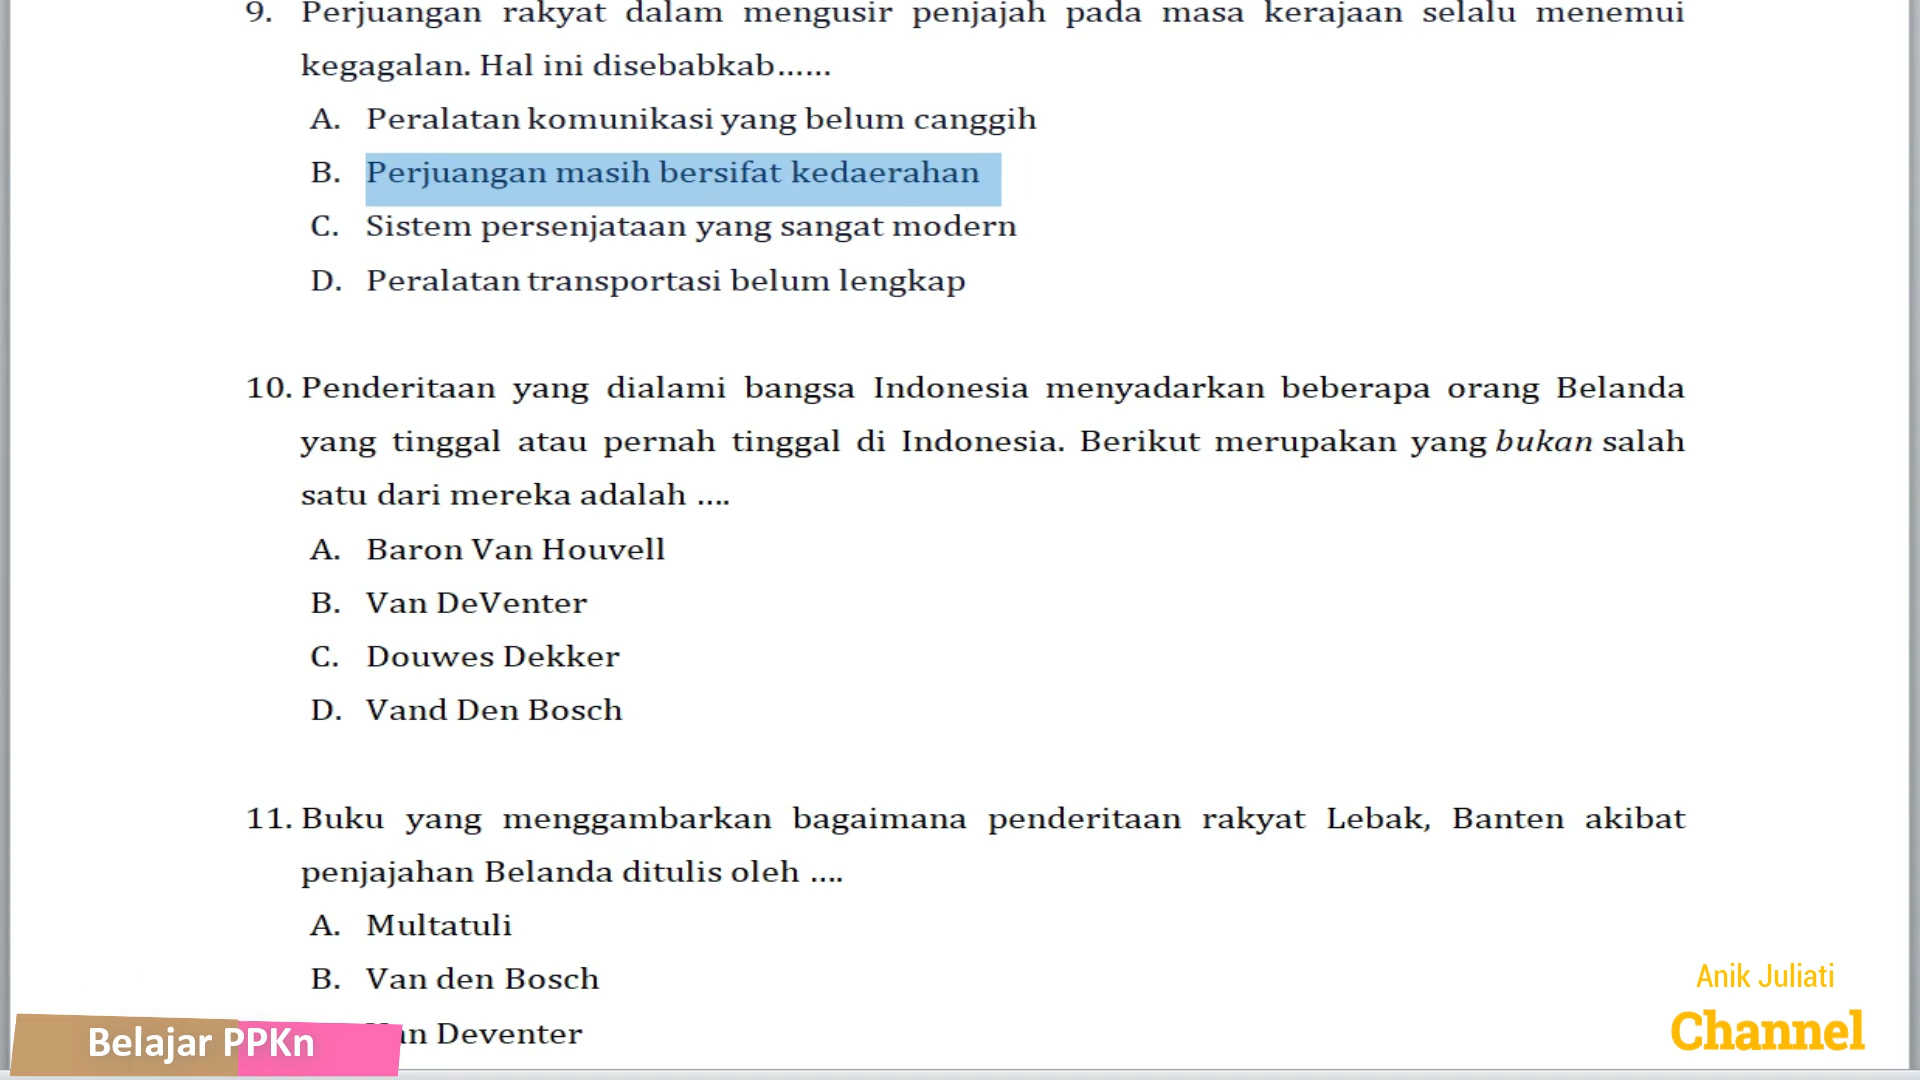 9. Perjuangan rakyat dalam mengusir penjajah pada masa kerajaan selalu menemui
kegagalan. Hal ini disebabkab......
A. Peralatan komunikasi yang belum canggih
B. Perjuangan masih bersifat kedaerahan
C. Sistem persenjataan yang sangat modern
D. Peralatan transportasi belum lengkap
10. Penderitaan yang dialami bangsa Indonesia menyadarkan beberapa orang Belanda
yang tinggal atau pernah tinggal di Indonesia. Berikut merupakan yang bukan salah
satu dari mereka adalah ....
A. Baron Van Houvell
B. Van DeVenter
C. Douwes Dekker
D. Vand Den Bosch
11. Buku yang menggambarkan bagaimana penderitaan rakyat Lebak, Banten akibat
penjajahan Belanda ditulis oleh ....
A. Multatuli
B. Van den Bosch
Deventer
Belajar PPKn
Anik Juliati
Channel